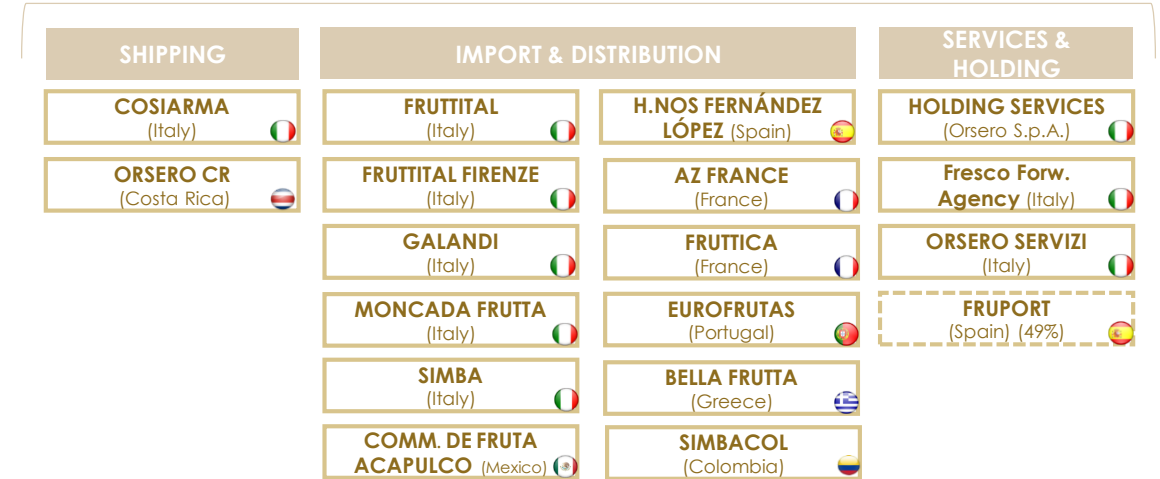 SHIPPING
COSIARMA
(Italy)
ORSERO CR
(Costa Rica)
IMPORT & DISTRIBUTION
FRUTTITAL
(Italy)
FRUTTITAL FIRENZE
(Italy)
GALANDI
(Italy)
MONCADA FRUTTA
(Italy)
SIMBA
(Italy)
COMM. DE FRUTA
ACAPULCO (Mexico)
H.NOS FERNÁNDEZ
LÓPEZ (Spain)
AZ FRANCE
(France)
FRUTTICA
(France)
EUROFRUTAS
(Portugal)
BELLA FRUTTA
(Greece)
SIMBACOL
(Colombia)
SERVICES &
HOLDING
HOLDING SERVICES
(Orsero S.p.A.)
Fresco Forw.
Agency (Italy)
ORSERO SERVIZI
(Italy)
FRUPORT
(Spain) (49%)